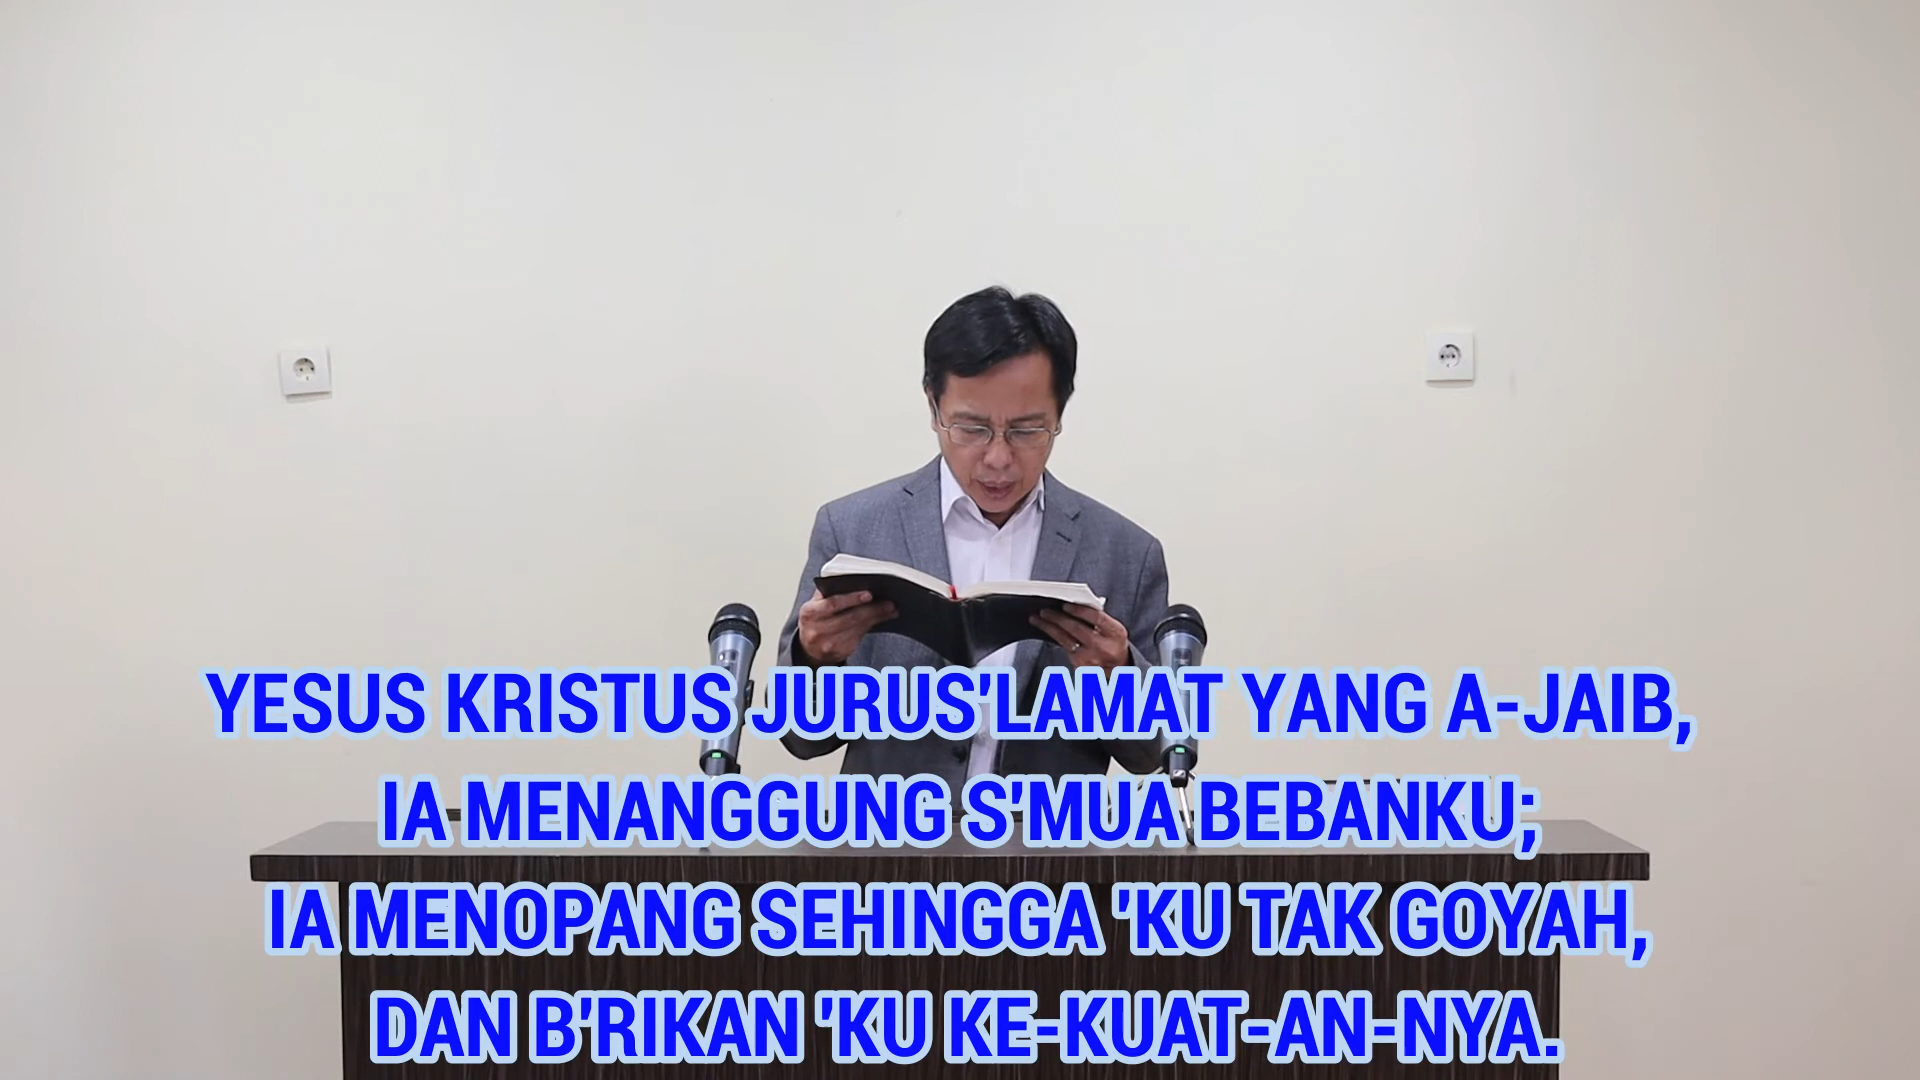 YESUS KRISTUS JURUS'LAMAT YANG A-JAIB,
IA MENANGGUNG S'MUA BEBANKU;
IA MENOPANG SEHINGGA 'KU TAK GOYAH,
DAN B'RIKAN 'KU KE-KUAT-AN-NYA.